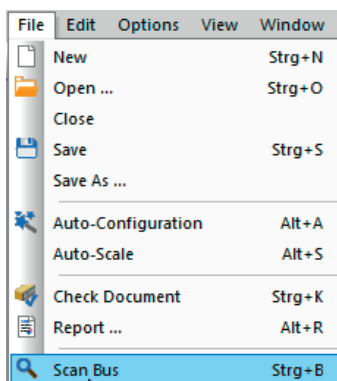 File Edit Options View Window
New Strg+N
Open ... Strg+O
Close
Save Strg+S
Save As ...
Auto-Configuration Alt+A
Auto-Scale Alt+S
Check Document Strg+K
Report ... Alt+R
Scan Bus Strg+B